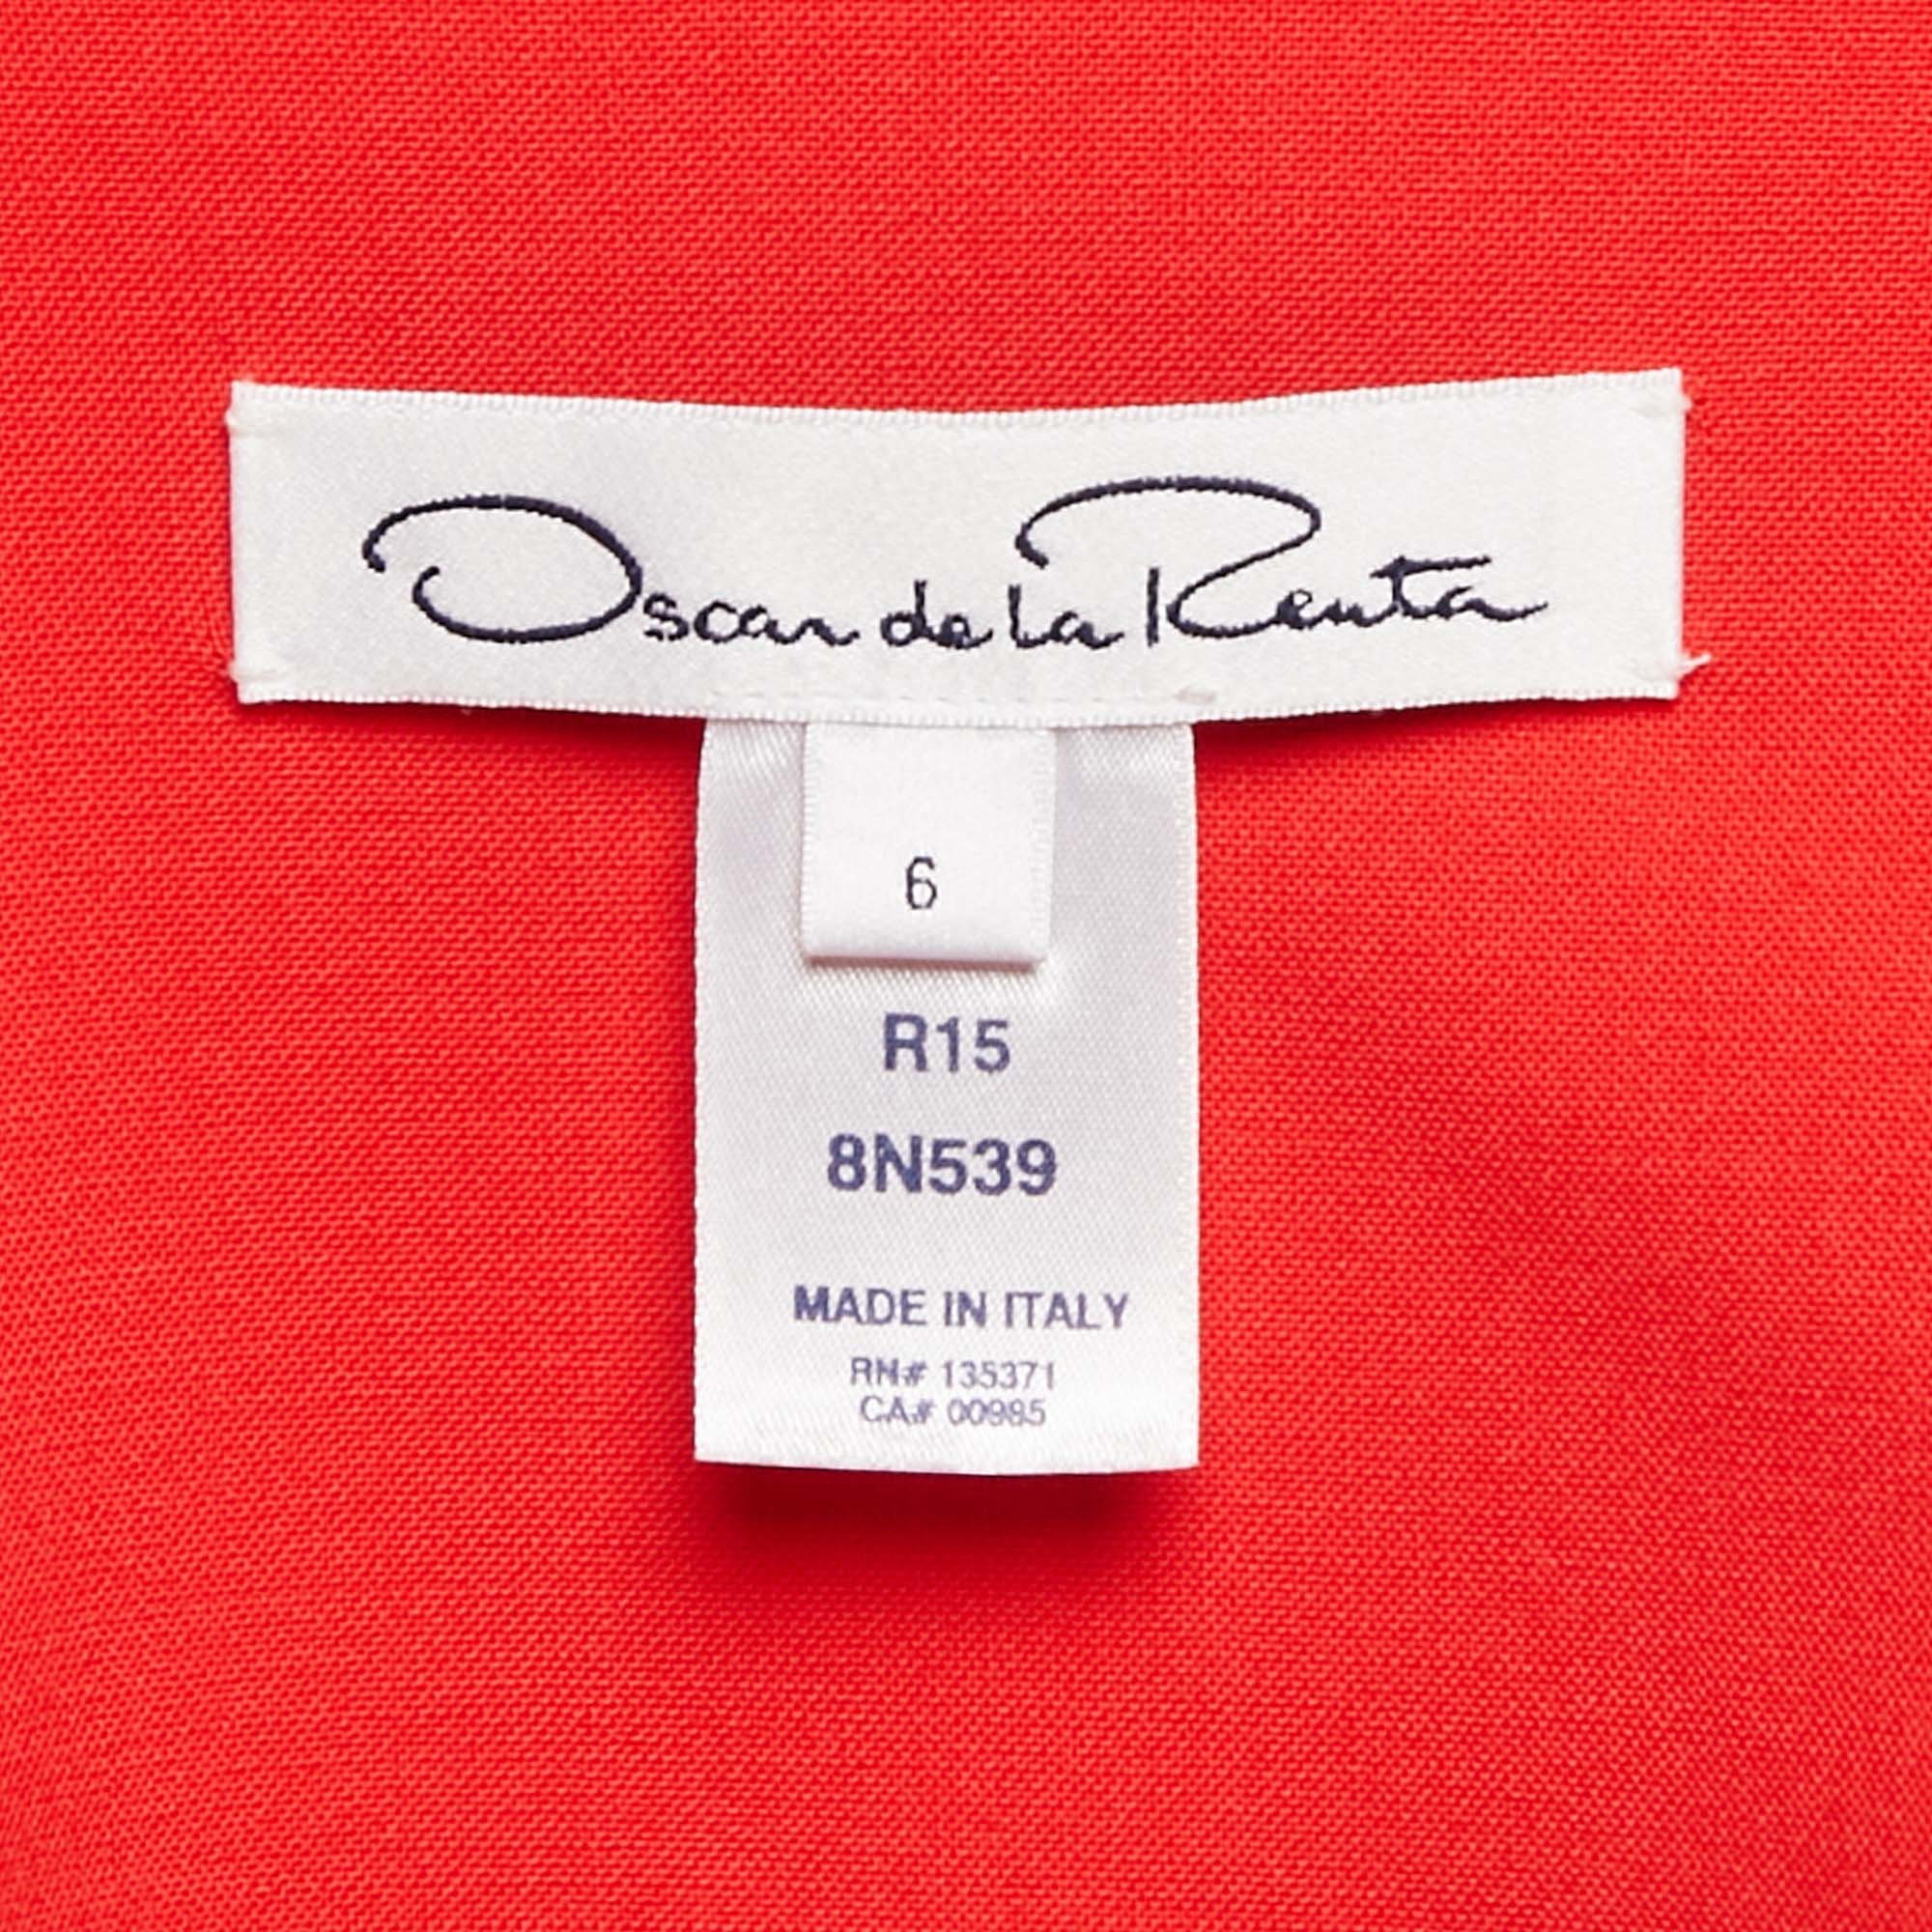 Oscar de la Renta
6
R15
8N539
MADE IN ITALY
RN# 135371
CA# 00985